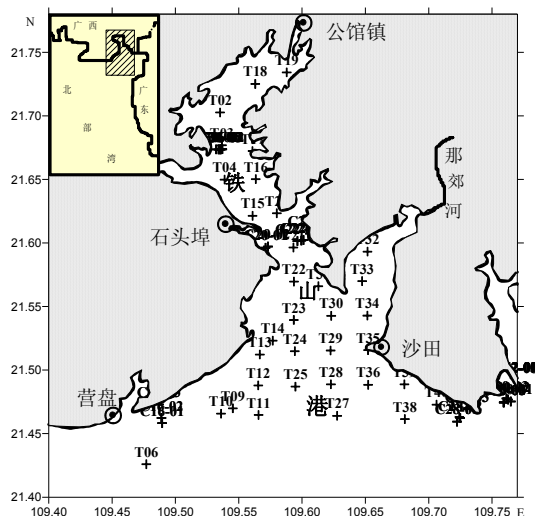 N
21.75
21.70
21.65
21.60
21.55
21.50
21.45
21.40
109.40
109.45
109.50
109.55
109.60
109.65
109.70
109.75
E
广 西
北
部
湾
广
东
公馆镇
T19
T18
T02
T04
T16
铁
T15
那
郊
河
石头埠
T22
山
T33
T23
T30
T34
T14
T13
T24
T29
T35
沙田
T12
T25
T28
T36
港
营盘
T10
T09
T11
T27
T38
T06